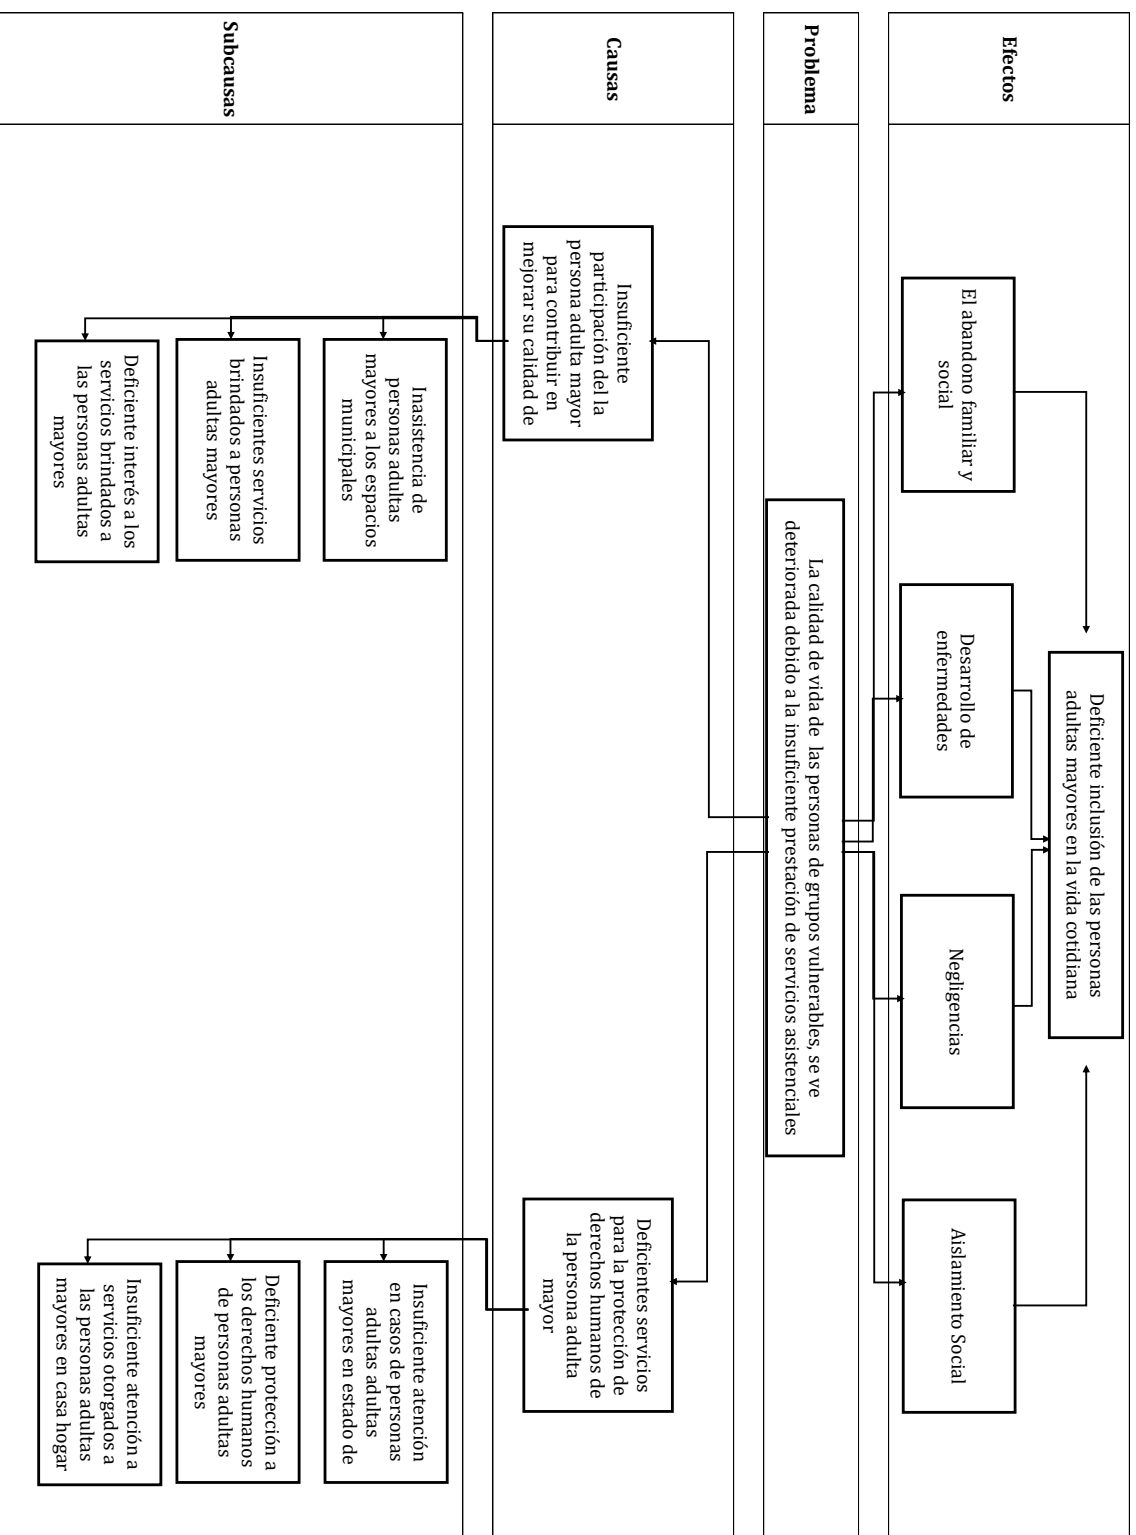 Efectos
Deficiente inclusión de las personas
adultas mayores en la vida cotidiana
El abandono familiar y
social
Desarrollo de
enfermedades
Negligencias
Aislamiento Social
Problema
La calidad de vida de las personas de grupos vulnerables, se ve
deteriorada debido a la insuficiente prestación de servicios asistenciales
Causas
Insuficiente
participación del la
persona adulta mayor
para contribuir en
mejorar su calidad de
Deficientes servicios
para la protección de
derechos humanos de
la persona adulta
mayor
Subcausas
Inasistencia de
personas adultas
mayores a los espacios
municipales
Insuficientes servicios
brindados a personas
adultas mayores
Deficiente interés a los
servicios brindados a
las personas adultas
mayores
Insuficiente atención
en casos de personas
adultas adultas
mayores en estado de
Deficiente protección a
los derechos humanos
de personas adultas
mayores
Insuficiente atención a
servicios otorgados a
las personas adultas
mayores en casa hogar